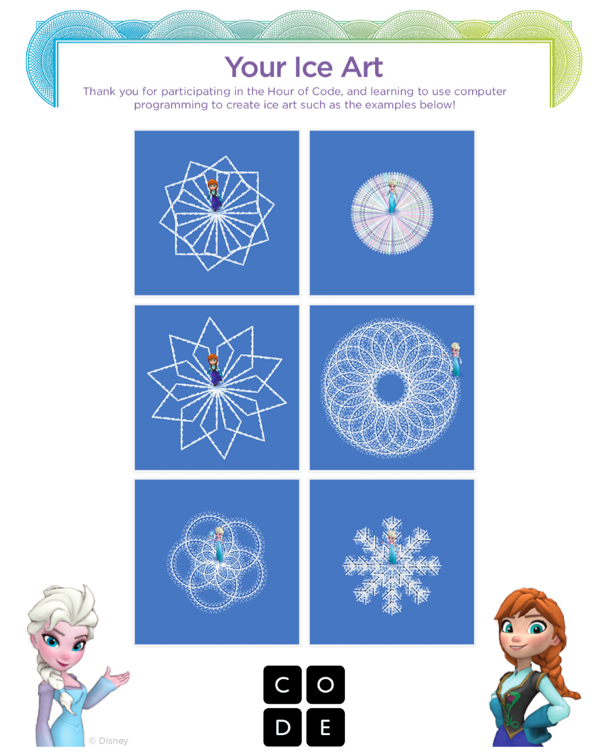 Your Ice Art
Thank you for participating in the Hour of Code, and learning to use computer
programming to create ice art such as the examples below!
C O
D E
© Disney